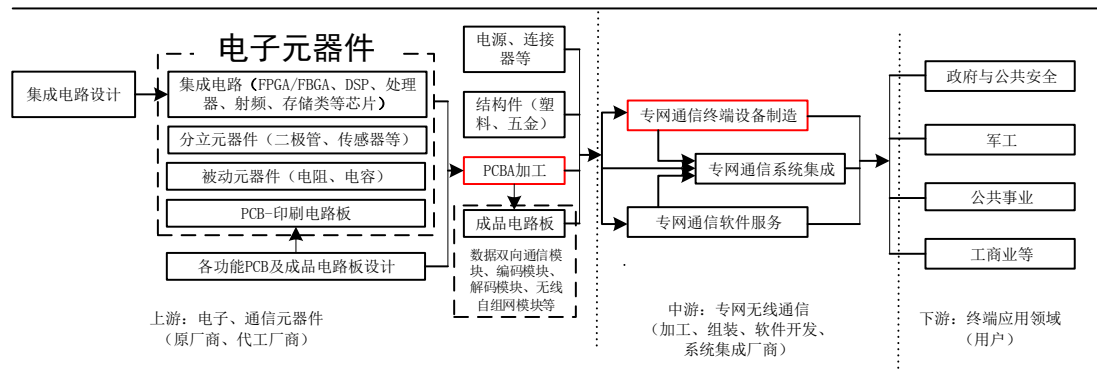 电子元器件
集成电路设计
集成电路（FPGA/FBGA、DSP、处理
器、射频、存储类等芯片）
分立元器件（二极管、传感器等）
被动元器件（电阻、电容）
PCB-印刷电路板
各功能PCB及成品电路板设计
上游：电子、通信元器件
（原厂商、代工厂商）
电源、连接
器等
结构件（塑
料、五金）
PCBA加工
成品电路板
数据双向通信模
块、编码模块、
解码模块、无线
自组网模块等
专网通信终端设备制造
专网通信系统集成
专网通信软件服务
中游：专网无线通信
（加工、组装、软件开发、
系统集成厂商）
政府与公共安全
军工
公共事业
工商业等
下游：终端应用领域
（用户）